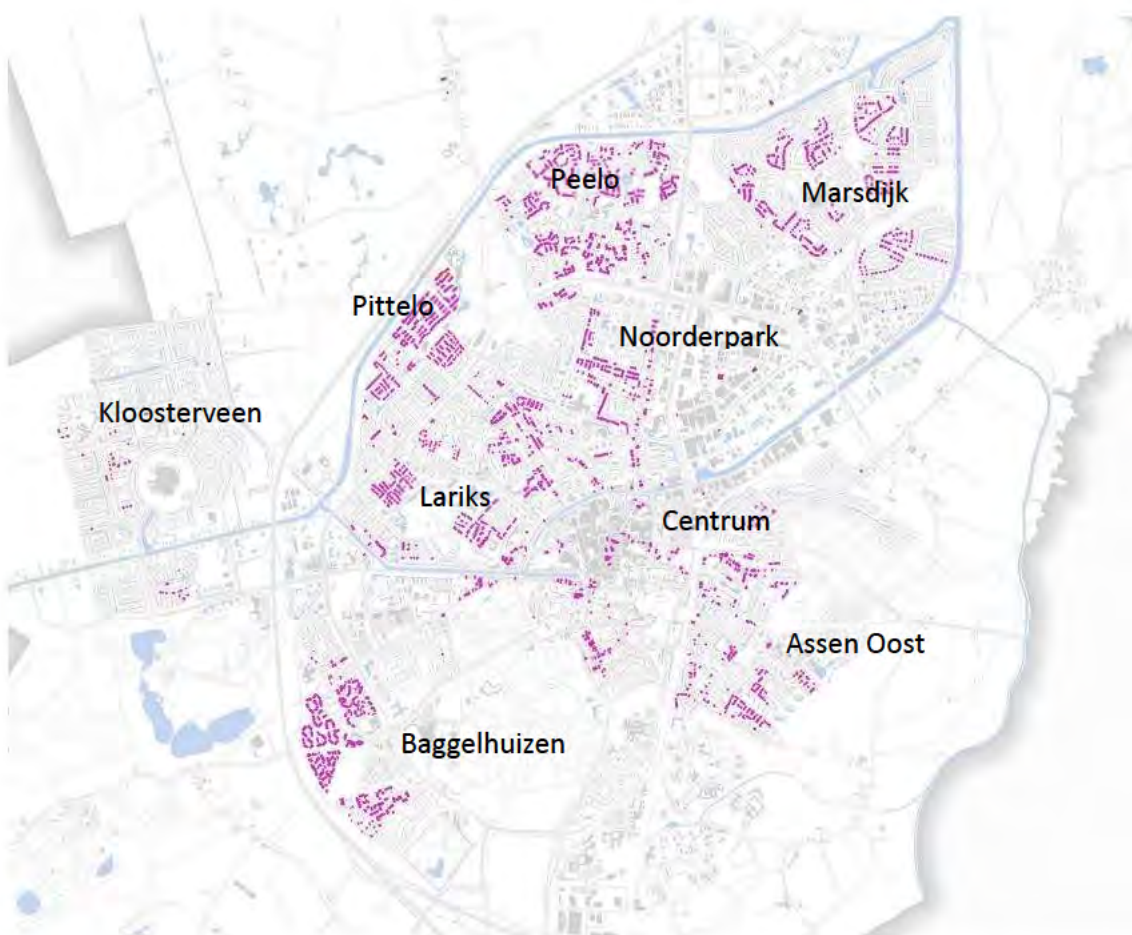 Peelo
Marsdijk
Pittelo
Noorderpark
Kloosterveen
Lariks
Centrum
Assen Oost
Baggelhuizen